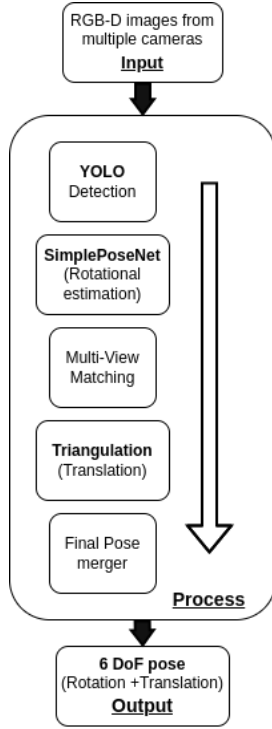 RGB-D images from
multiple cameras
Input
YOLO
Detection
SimplePoseNet
(Rotational
estimation)
Multi-View
Matching
Triangulation
(Translation)
Final Pose
merger
Process
6 DoF pose
(Rotation +Translation)
Output